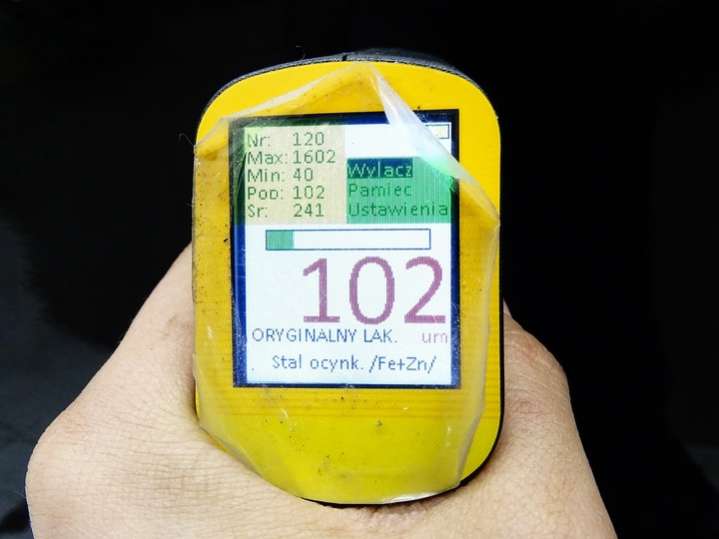 Nr: 120
Max: 1602
Min: 40
Pop: 102
Sr: 241
Wylacz
Pamiec
Ustawienia
102
ORYGINALNY LAK. um
Stal ocynk. /Fe+Zn/